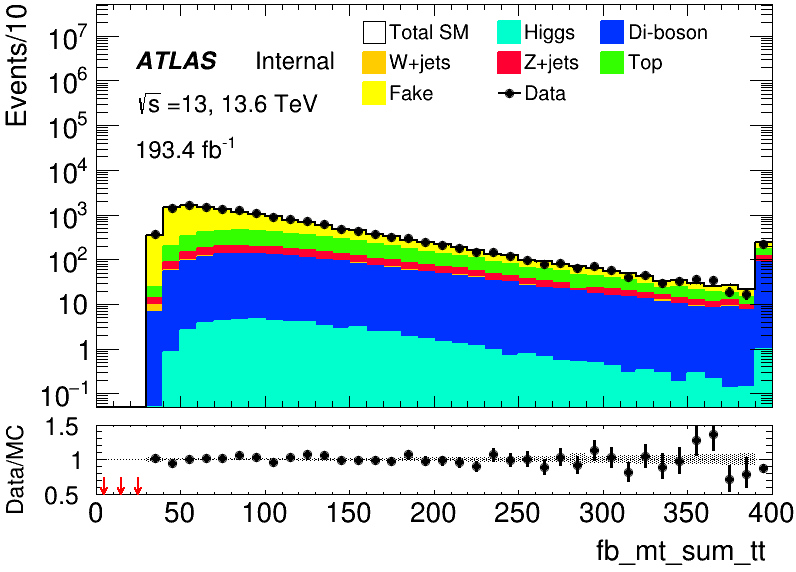 Events/10
10⁷
10⁶
10⁵
10⁴
10³
10²
10
1
10⁻¹
ATLAS Internal
√s =13, 13.6 TeV
193.4 fb⁻¹
Total SM Higgs Di-boson
W+jets Z+jets Top
Fake Data
Data/MC
1.5
1
0.5
0 50 100 150 200 250 300 350 400
fb_mt_sum_tt